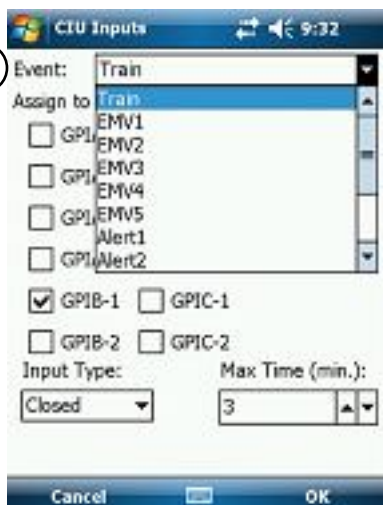 CIU Inputs 9:32
Event: Train
Assign to Train
EMV1
EMV2
EMV3
EMV4
EMV5
Alert1
Alert2
GPIB-1 GPIC-1
GPIB-2 GPIC-2
Input Type: Max Time (min.):
Closed 3
Cancel OK